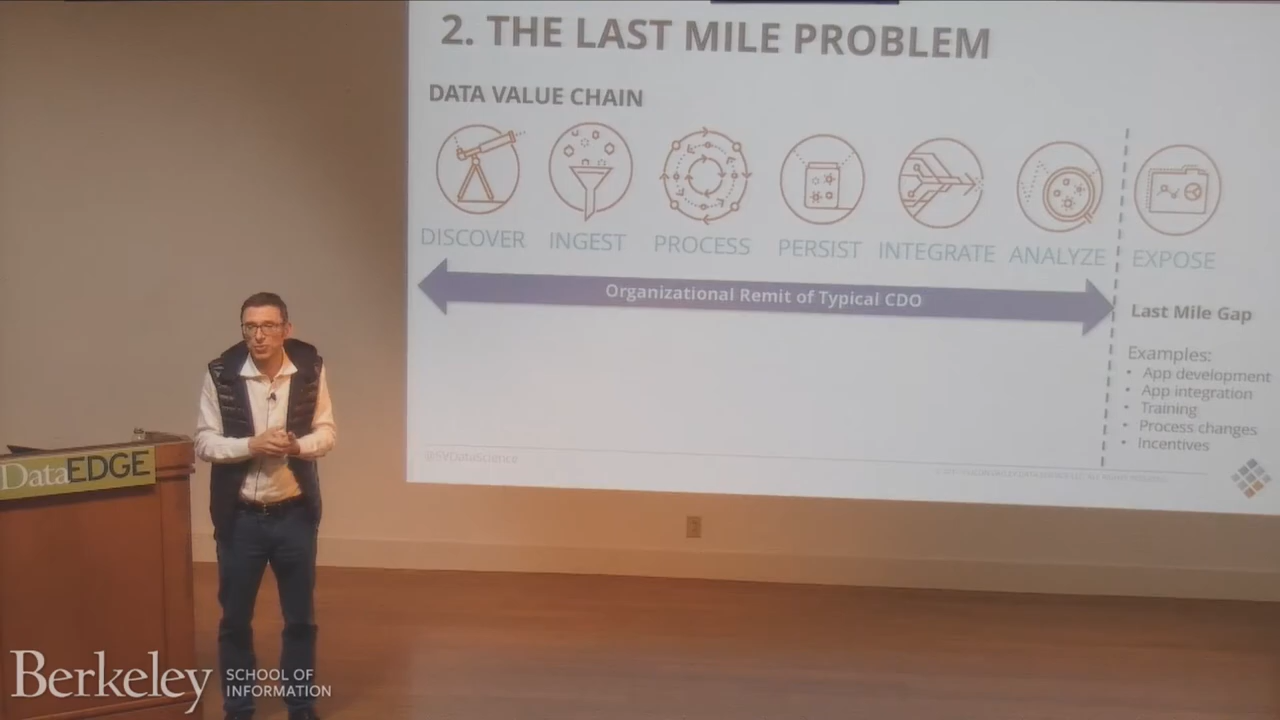 2. THE LAST MILE PROBLEM
DATA VALUE CHAIN
DISCOVER INGEST PROCESS PERSIST INTEGRATE ANALYZE EXPOSE
Organizational Remit of Typical CDO
Last Mile Gap
Examples:
• App development
• App integration
• Training
• Process changes
• Incentives
@SVDataScience
DataEDGE
Berkeley SCHOOL OF
INFORMATION